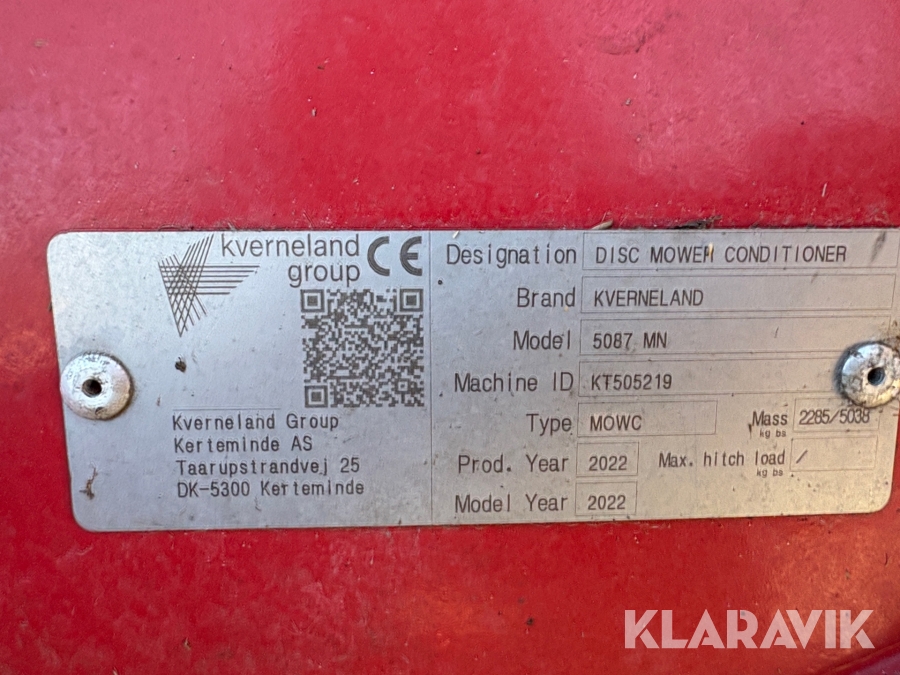 kverneland
group
CE
Kverneland Group
Kerteminde AS
Taarupstrandvej 25
DK-5300 Kerteminde
Designation DISC MOWER CONDITIONER
Brand KVERNELAND
Model 5087 MN
Machine ID KT505219
Type MOWC Mass kg lbs 2285/5038
Prod. Year 2022 Max. hitch load kg lbs /
Model Year 2022
KLARAVIK